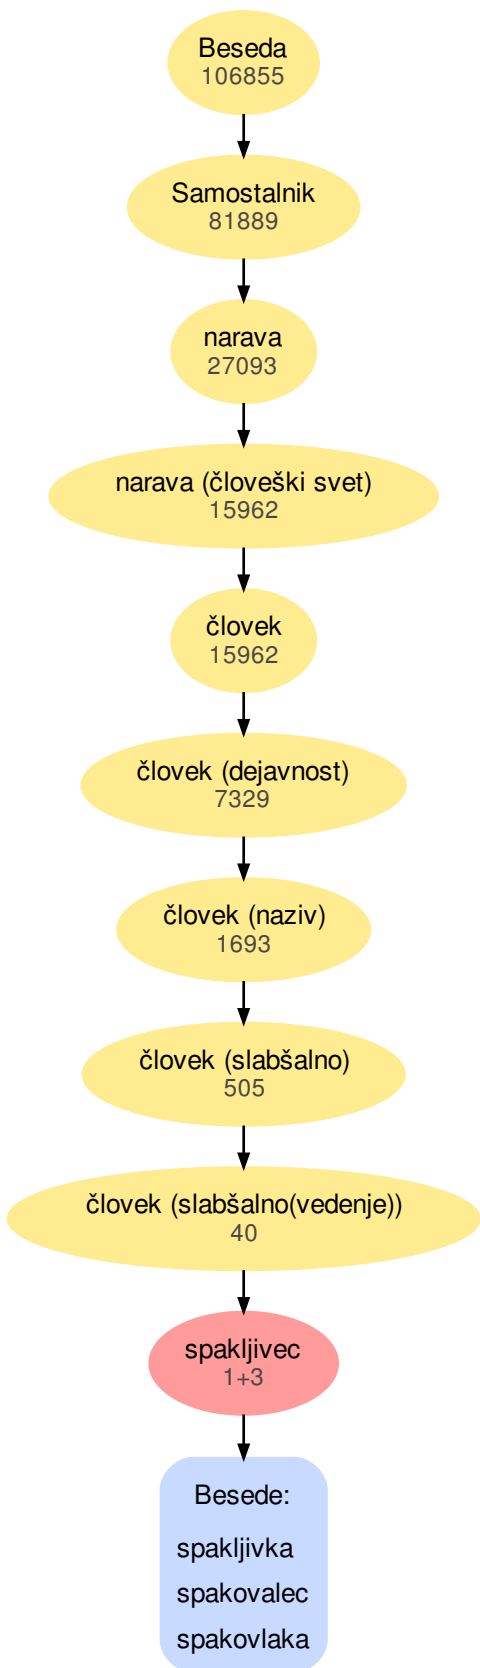 Beseda
106855
Samostalnik
81889
narava
27093
narava (človeški svet)
15962
človek
15962
človek (dejavnost)
7329
človek (naziv)
1693
človek (slabšalno)
505
človek (slabšalno(vedenje))
40
spakljivec
1+3
Besede:
spakljivka
spakovalec
spakovlaka